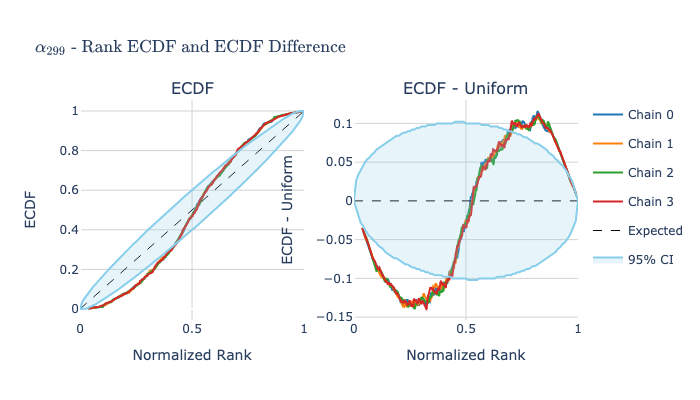 α₂₉₉ - Rank ECDF and ECDF Difference
ECDF
ECDF - Uniform
ECDF
1
0.8
0.6
0.4
0.2
0
0
0.5
1
Normalized Rank
ECDF - Uniform
0.1
0.05
0
−0.05
−0.1
−0.15
0
0.5
1
Normalized Rank
Chain 0
Chain 1
Chain 2
Chain 3
Expected
95% CI